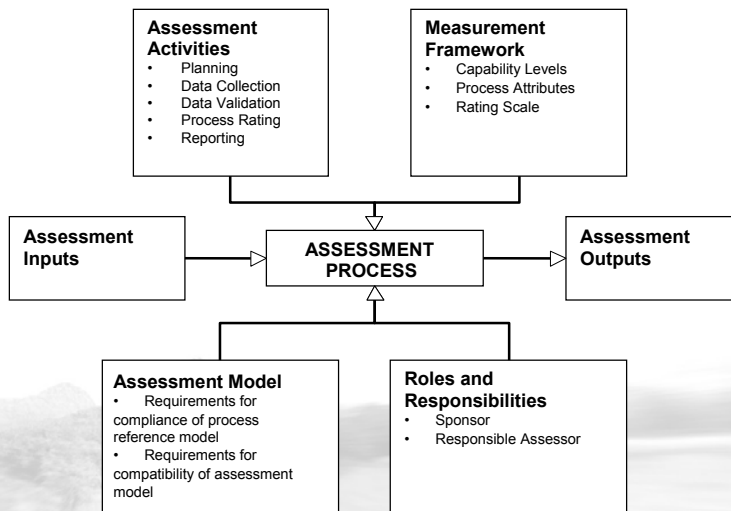 Assessment
Activities
• Planning
• Data Collection
• Data Validation
• Process Rating
• Reporting
Measurement
Framework
• Capability Levels
• Process Attributes
• Rating Scale
Assessment
Inputs
ASSESSMENT
PROCESS
Assessment
Outputs
Assessment Model
• Requirements for
compliance of process
reference model
• Requirements for
compatibility of assessment
model
Roles and
Responsibilities
• Sponsor
• Responsible Assessor